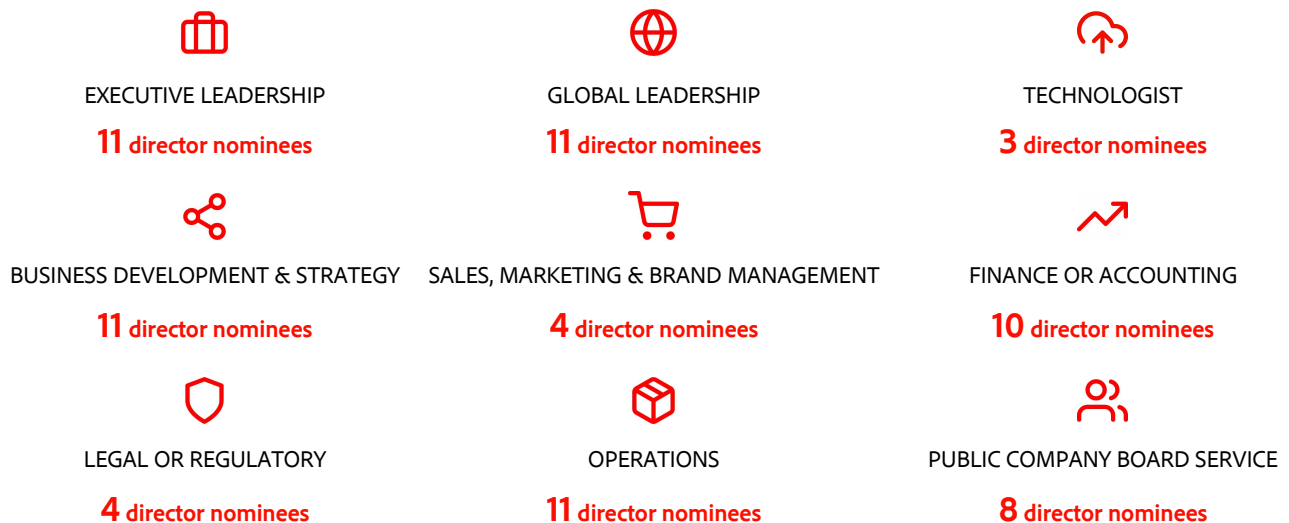 EXECUTIVE LEADERSHIP
11 director nominees
GLOBAL LEADERSHIP
11 director nominees
TECHNOLOGIST
3 director nominees
BUSINESS DEVELOPMENT & STRATEGY
11 director nominees
SALES, MARKETING & BRAND MANAGEMENT
4 director nominees
FINANCE OR ACCOUNTING
10 director nominees
LEGAL OR REGULATORY
4 director nominees
OPERATIONS
11 director nominees
PUBLIC COMPANY BOARD SERVICE
8 director nominees